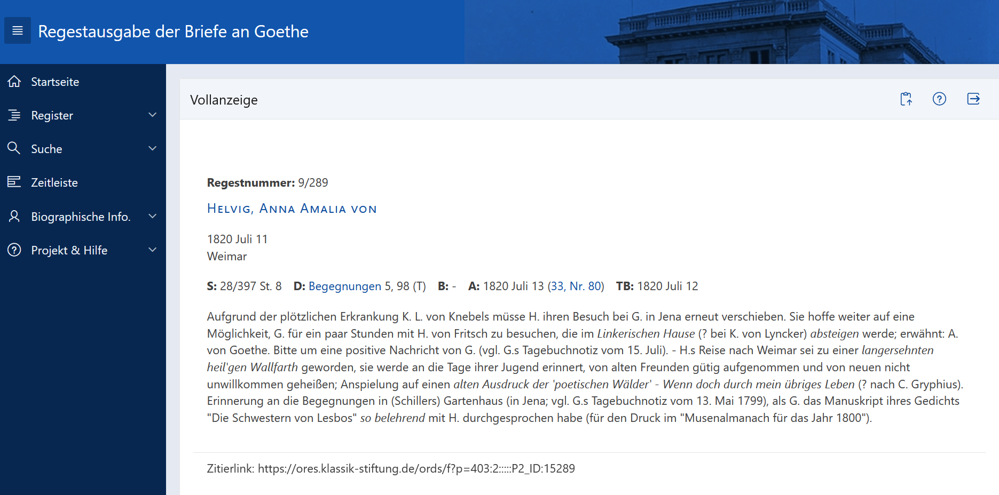 Regestausgabe der Briefe an Goethe
Startseite
Register
Suche
Zeitleiste
Biographische Info.
Projekt & Hilfe
Vollanzeige
Regestnummer: 9/289
Helvig, Anna Amalia von
1820 Juli 11
Weimar
S: 28/397 St. 8 D: Begegnungen 5, 98 (T) B: - A: 1820 Juli 13 (33, Nr. 80) TB: 1820 Juli 12
Aufgrund der plötzlichen Erkrankung K. L. von Knebels müsse H. ihren Besuch bei G. in Jena erneut verschieben. Sie hoffe weiter auf eine
Möglichkeit, G. für ein paar Stunden mit H. von Fritsch zu besuchen, die im Linkerischen Hause (? bei K. von Lyncker) absteigen werde; erwähnt: A.
von Goethe. Bitte um eine positive Nachricht von G. (vgl. G.s Tagebuchnotiz vom 15. Juli). - H.s Reise nach Weimar sei zu einer langersehnten
heil'gen Wallfarth geworden, sie werde an die Tage ihrer Jugend erinnert, von alten Freunden gütig aufgenommen und von neuen nicht
unwillkommen geheißen; Anspielung auf einen alten Ausdruck der 'poetischen Wälder' - Wenn doch durch mein übriges Leben (? nach C. Gryphius).
Erinnerung an die Begegnungen in (Schillers) Gartenhaus (in Jena; vgl. G.s Tagebuchnotiz vom 13. Mai 1799), als G. das Manuskript ihres Gedichts
"Die Schwestern von Lesbos" so belehrend mit H. durchgesprochen habe (für den Druck im "Musenalmanach für das Jahr 1800").
Zitierlink: https://ores.klassik-stiftung.de/ords/f?p=403:2:::::P2_ID:15289